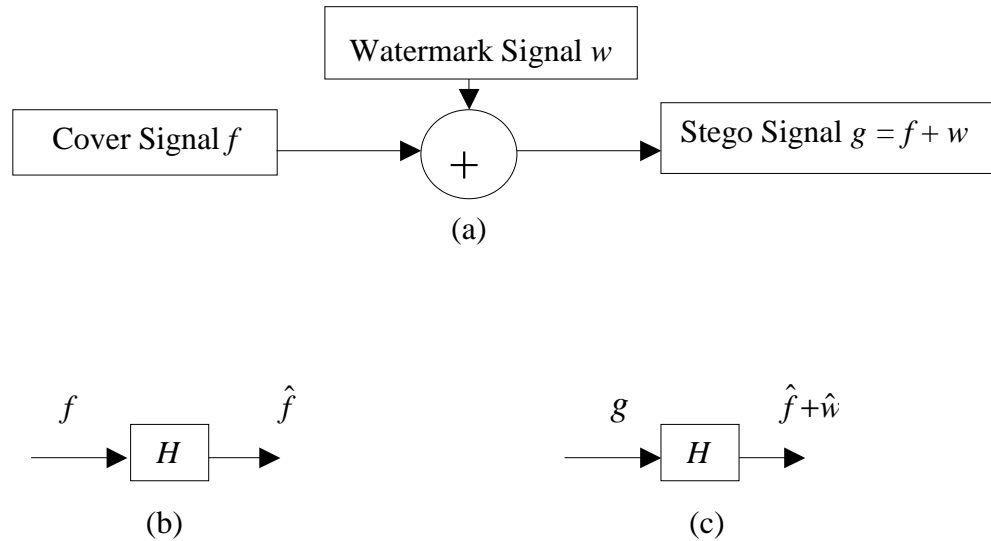 Watermark Signal w
Cover Signal f
+
Stego Signal g = f + w
(a)
f
f̂
H
(b)
g
f̂+ŵ
H
(c)